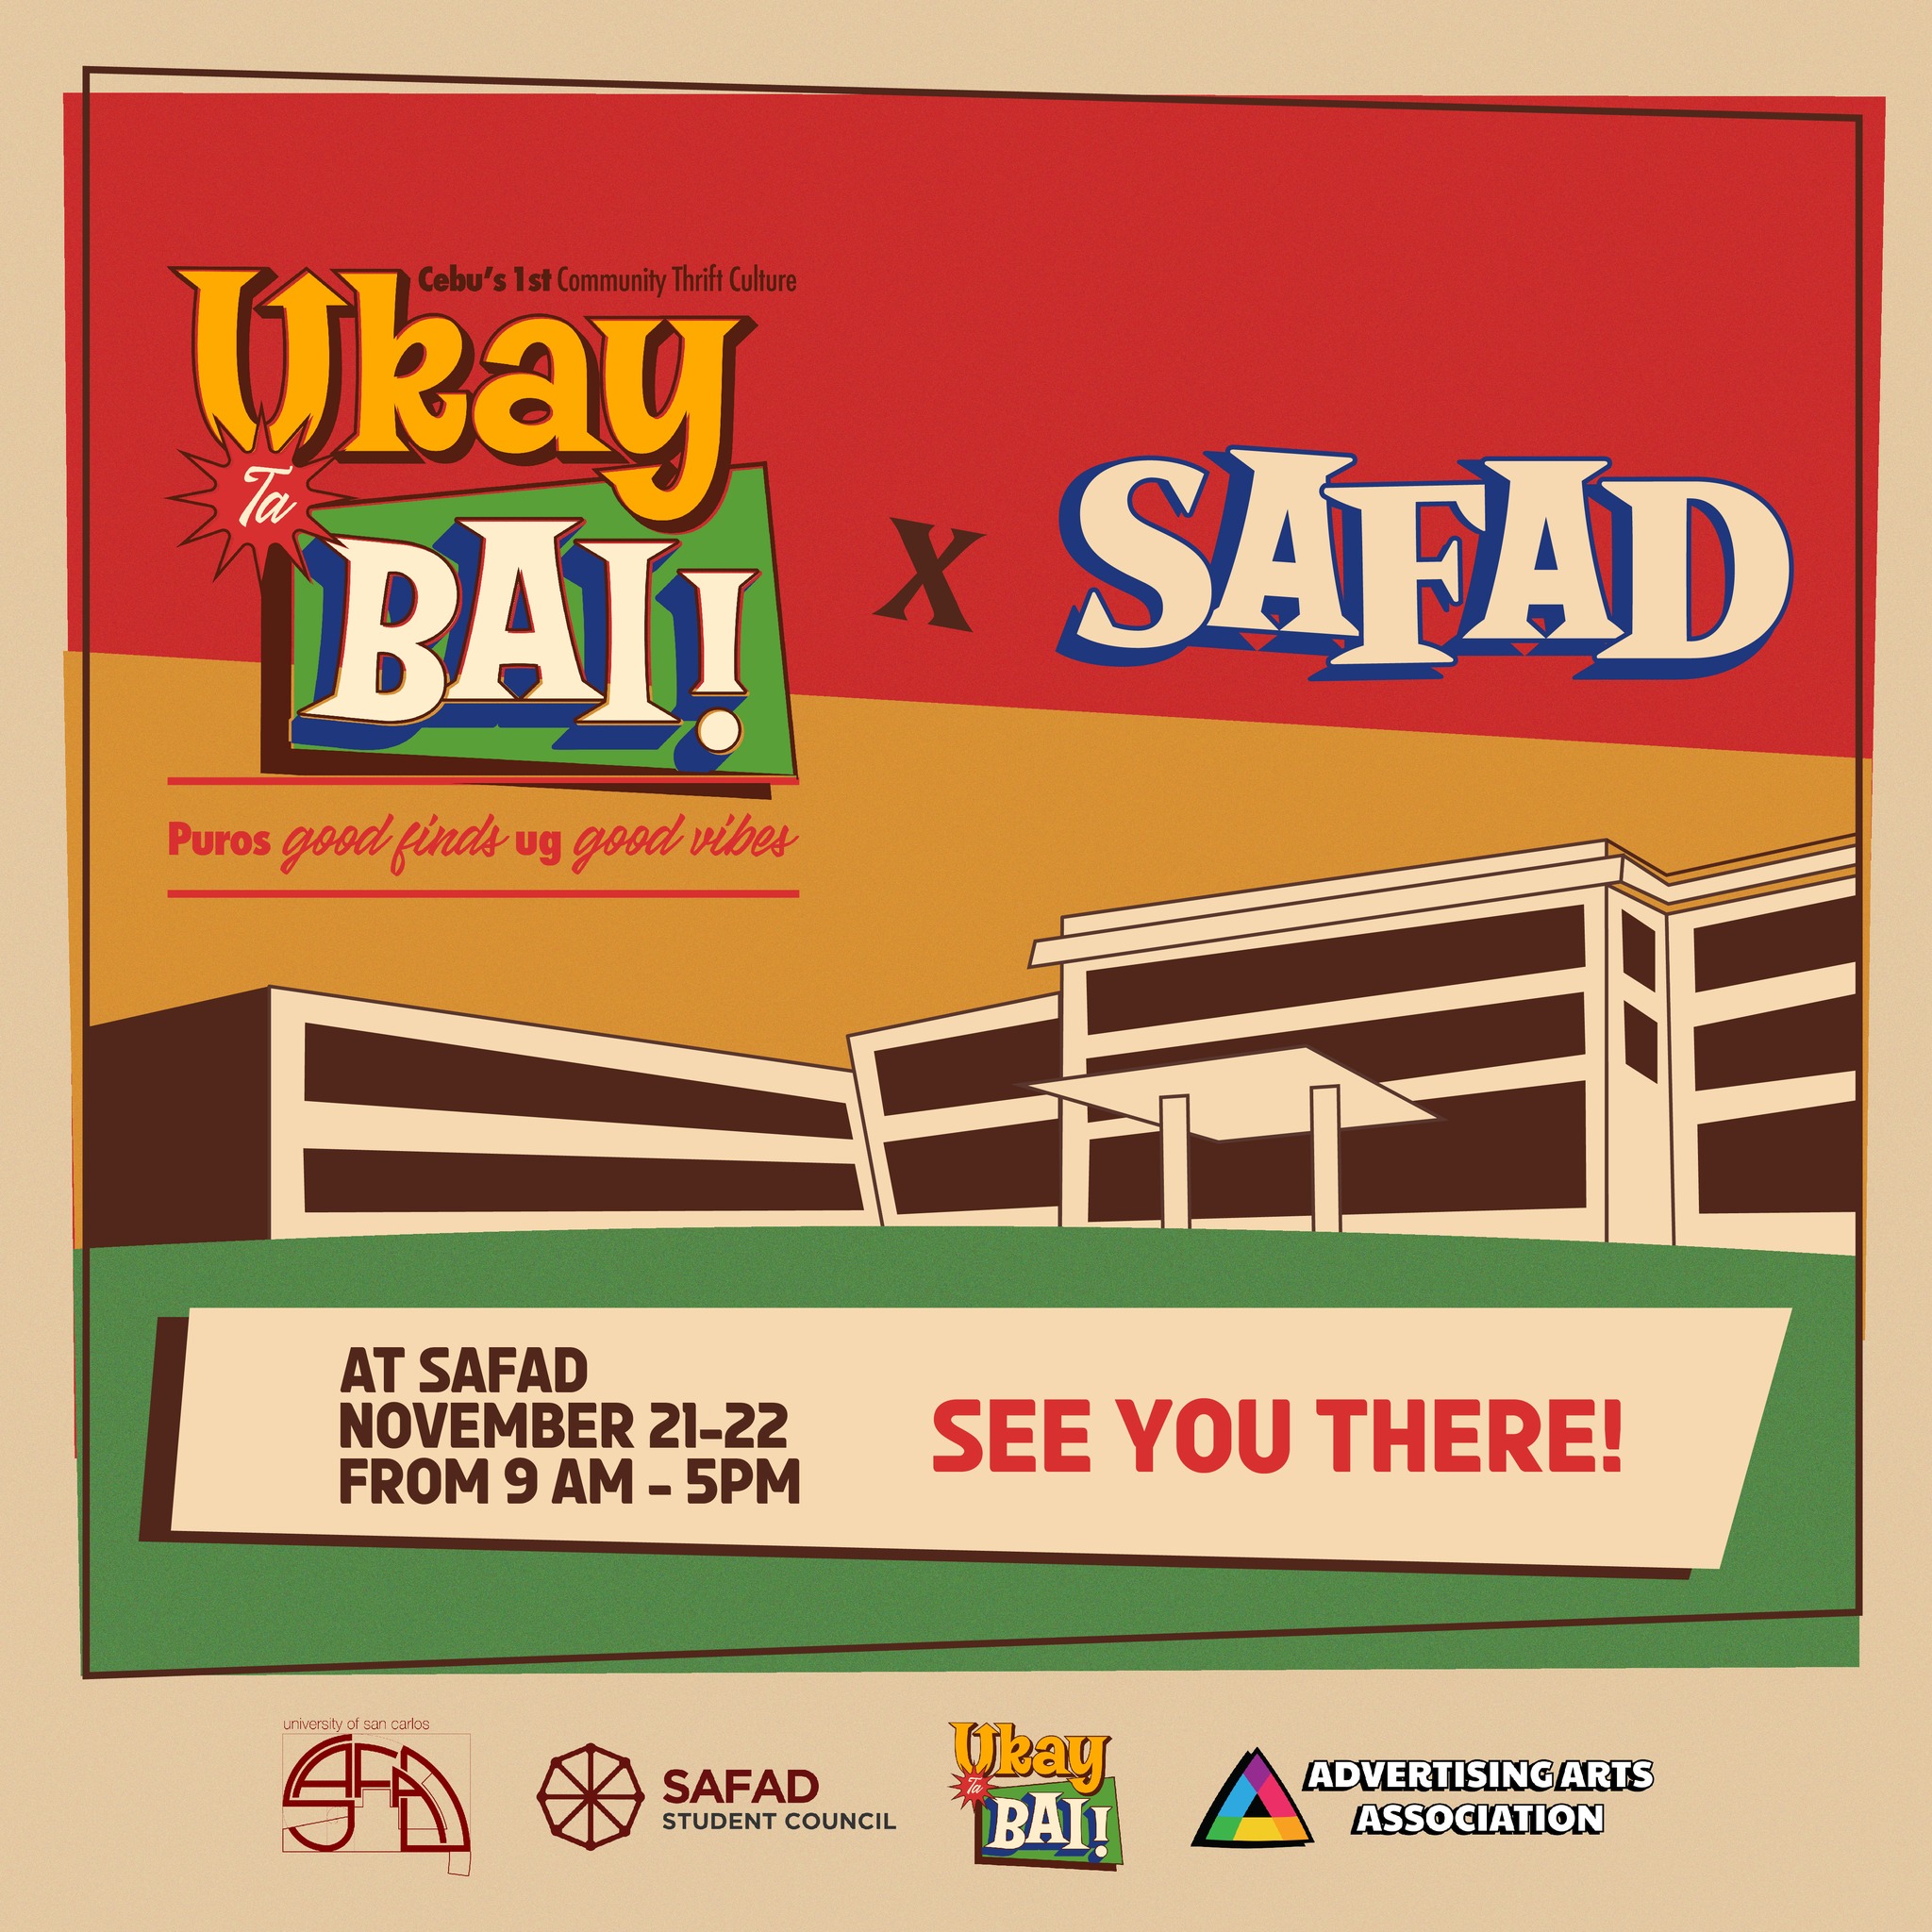 Cebu's 1st Community Thrift Culture
Ukay
Ta
BAI!
x
SAFAD
Puros good finds ug good vibes
AT SAFAD
NOVEMBER 21-22
FROM 9 AM - 5PM
SEE YOU THERE!
university of san carlos
SAFAD
SAFAD
STUDENT COUNCIL
Ukay
Ta
BAI!
ADVERTISING ARTS
ASSOCIATION